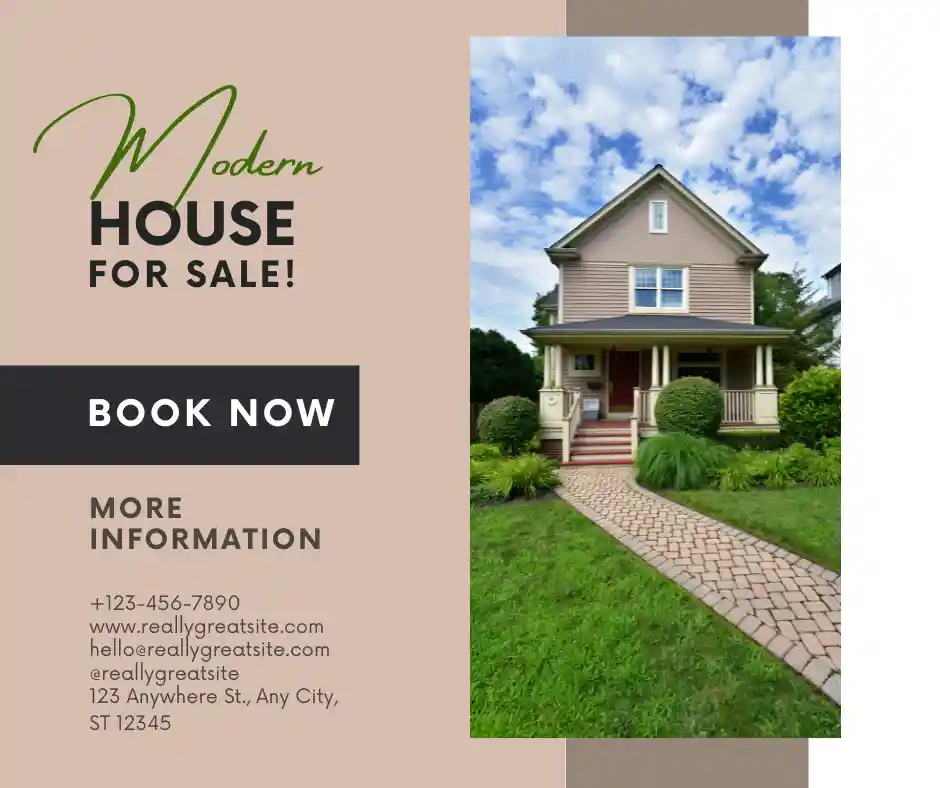 Modern
HOUSE
FOR SALE!
BOOK NOW
MORE
INFORMATION
+123-456-7890
www.reallygreatsite.com
hello@reallygreatsite.com
@reallygreatsite
123 Anywhere St., Any City,
ST 12345